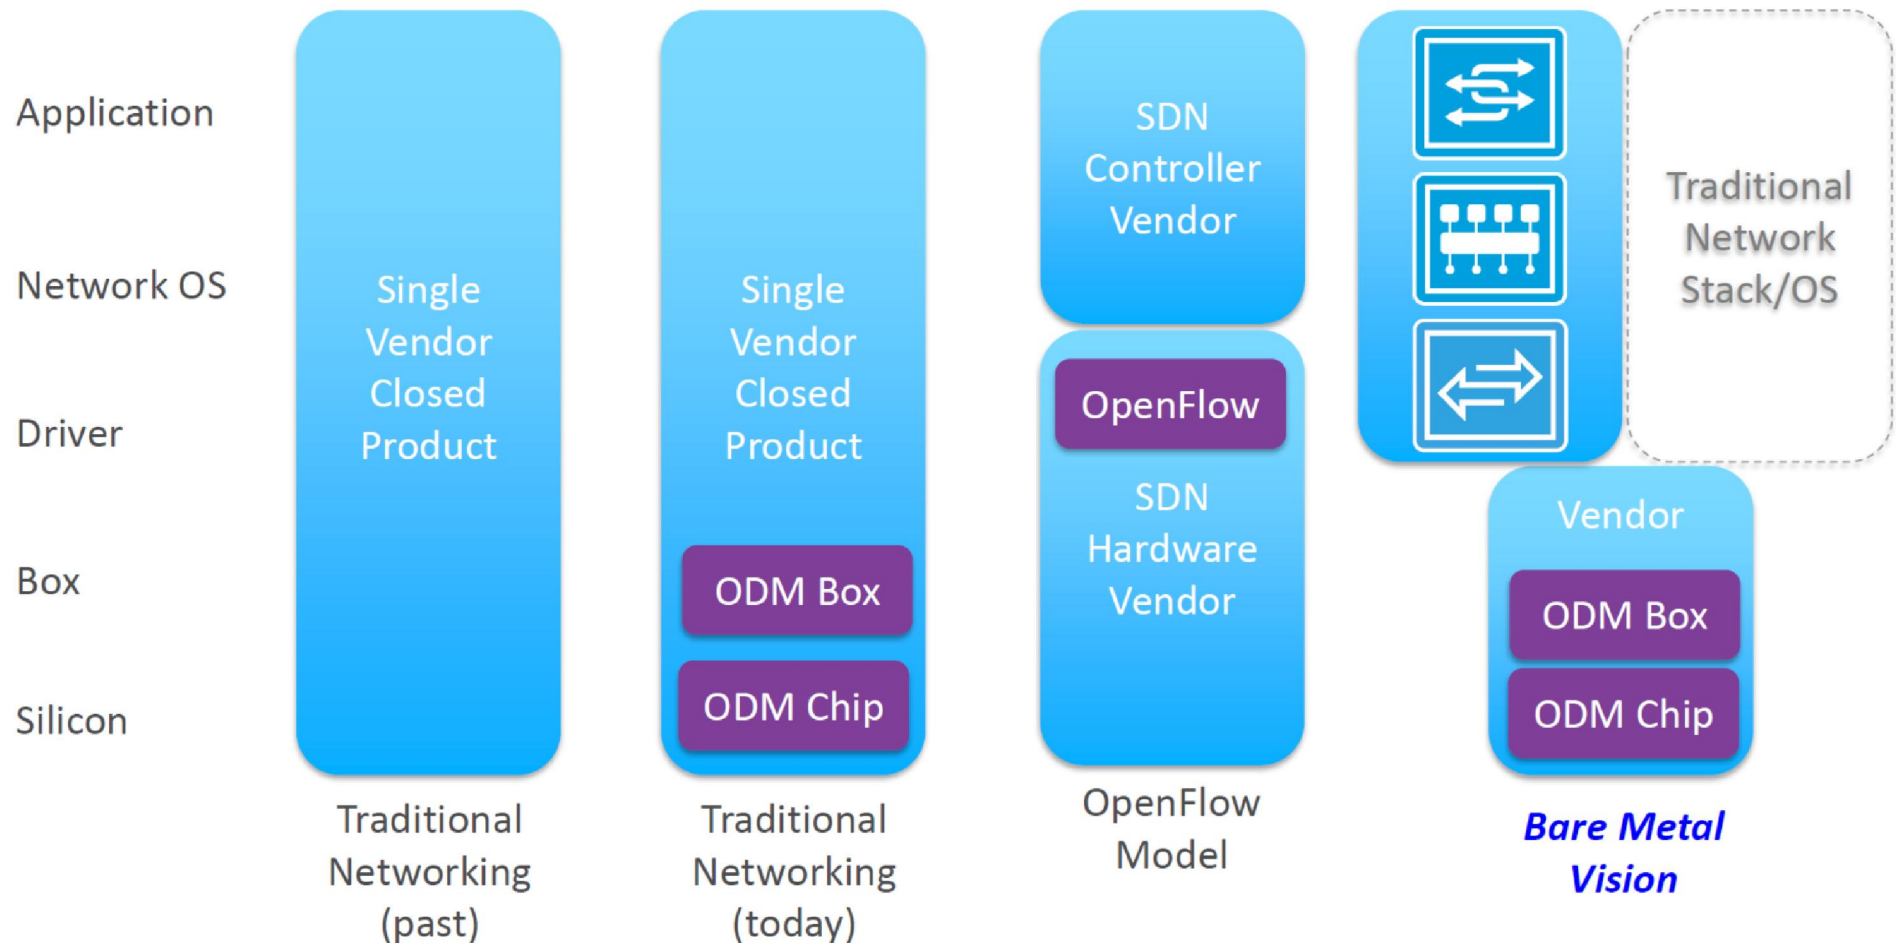 Application
Network OS
Driver
Box
Silicon
Single
Vendor
Closed
Product
Traditional
Networking
(past)
Single
Vendor
Closed
Product
ODM Box
ODM Chip
Traditional
Networking
(today)
SDN
Controller
Vendor
OpenFlow
SDN
Hardware
Vendor
OpenFlow
Model
Traditional
Network
Stack/OS
Vendor
ODM Box
ODM Chip
Bare Metal
Vision